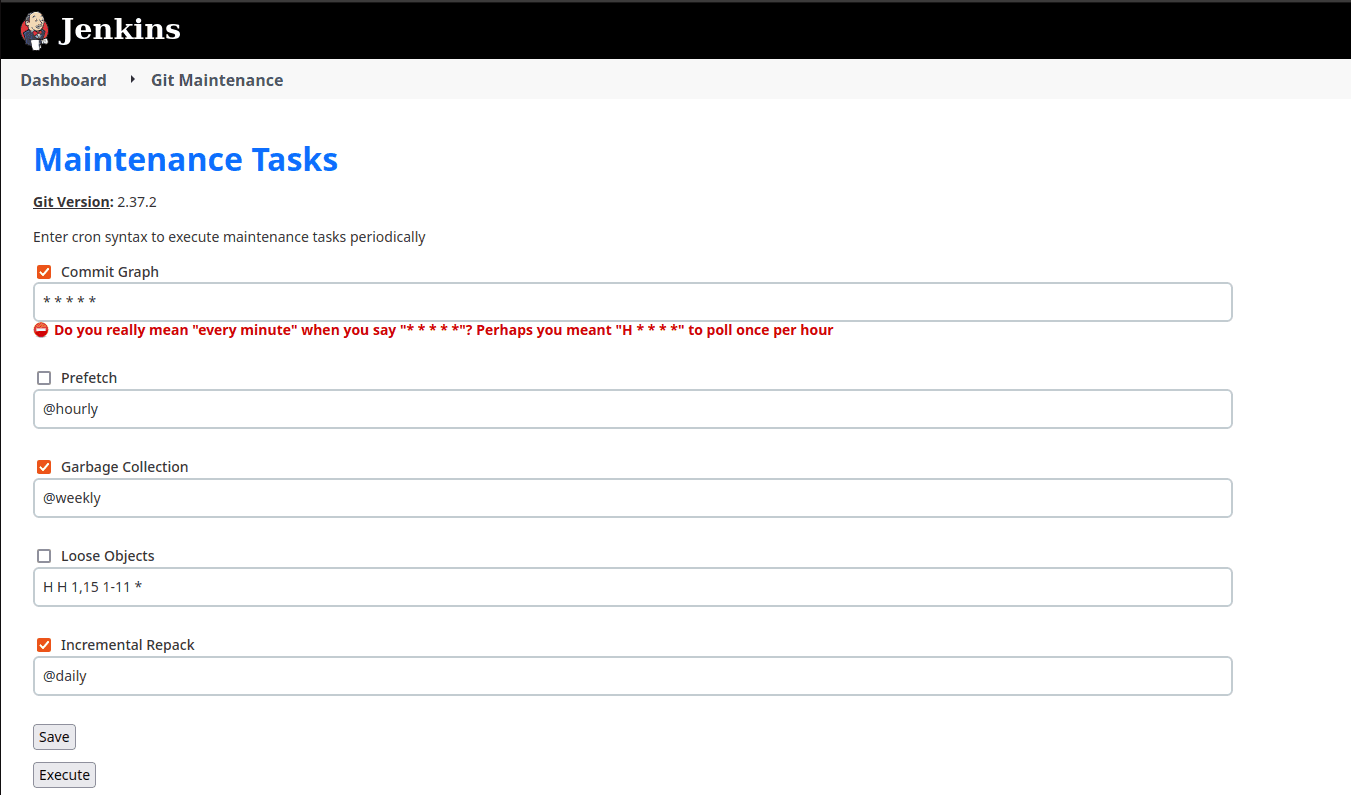 Jenkins
Dashboard Git Maintenance
Maintenance Tasks
Git Version: 2.37.2
Enter cron syntax to execute maintenance tasks periodically
Commit Graph
* * * * *
Do you really mean "every minute" when you say "* * * * *"? Perhaps you meant "H * * * *" to poll once per hour
Prefetch
@hourly
Garbage Collection
@weekly
Loose Objects
H H 1,15 1-11 *
Incremental Repack
@daily
Save
Execute